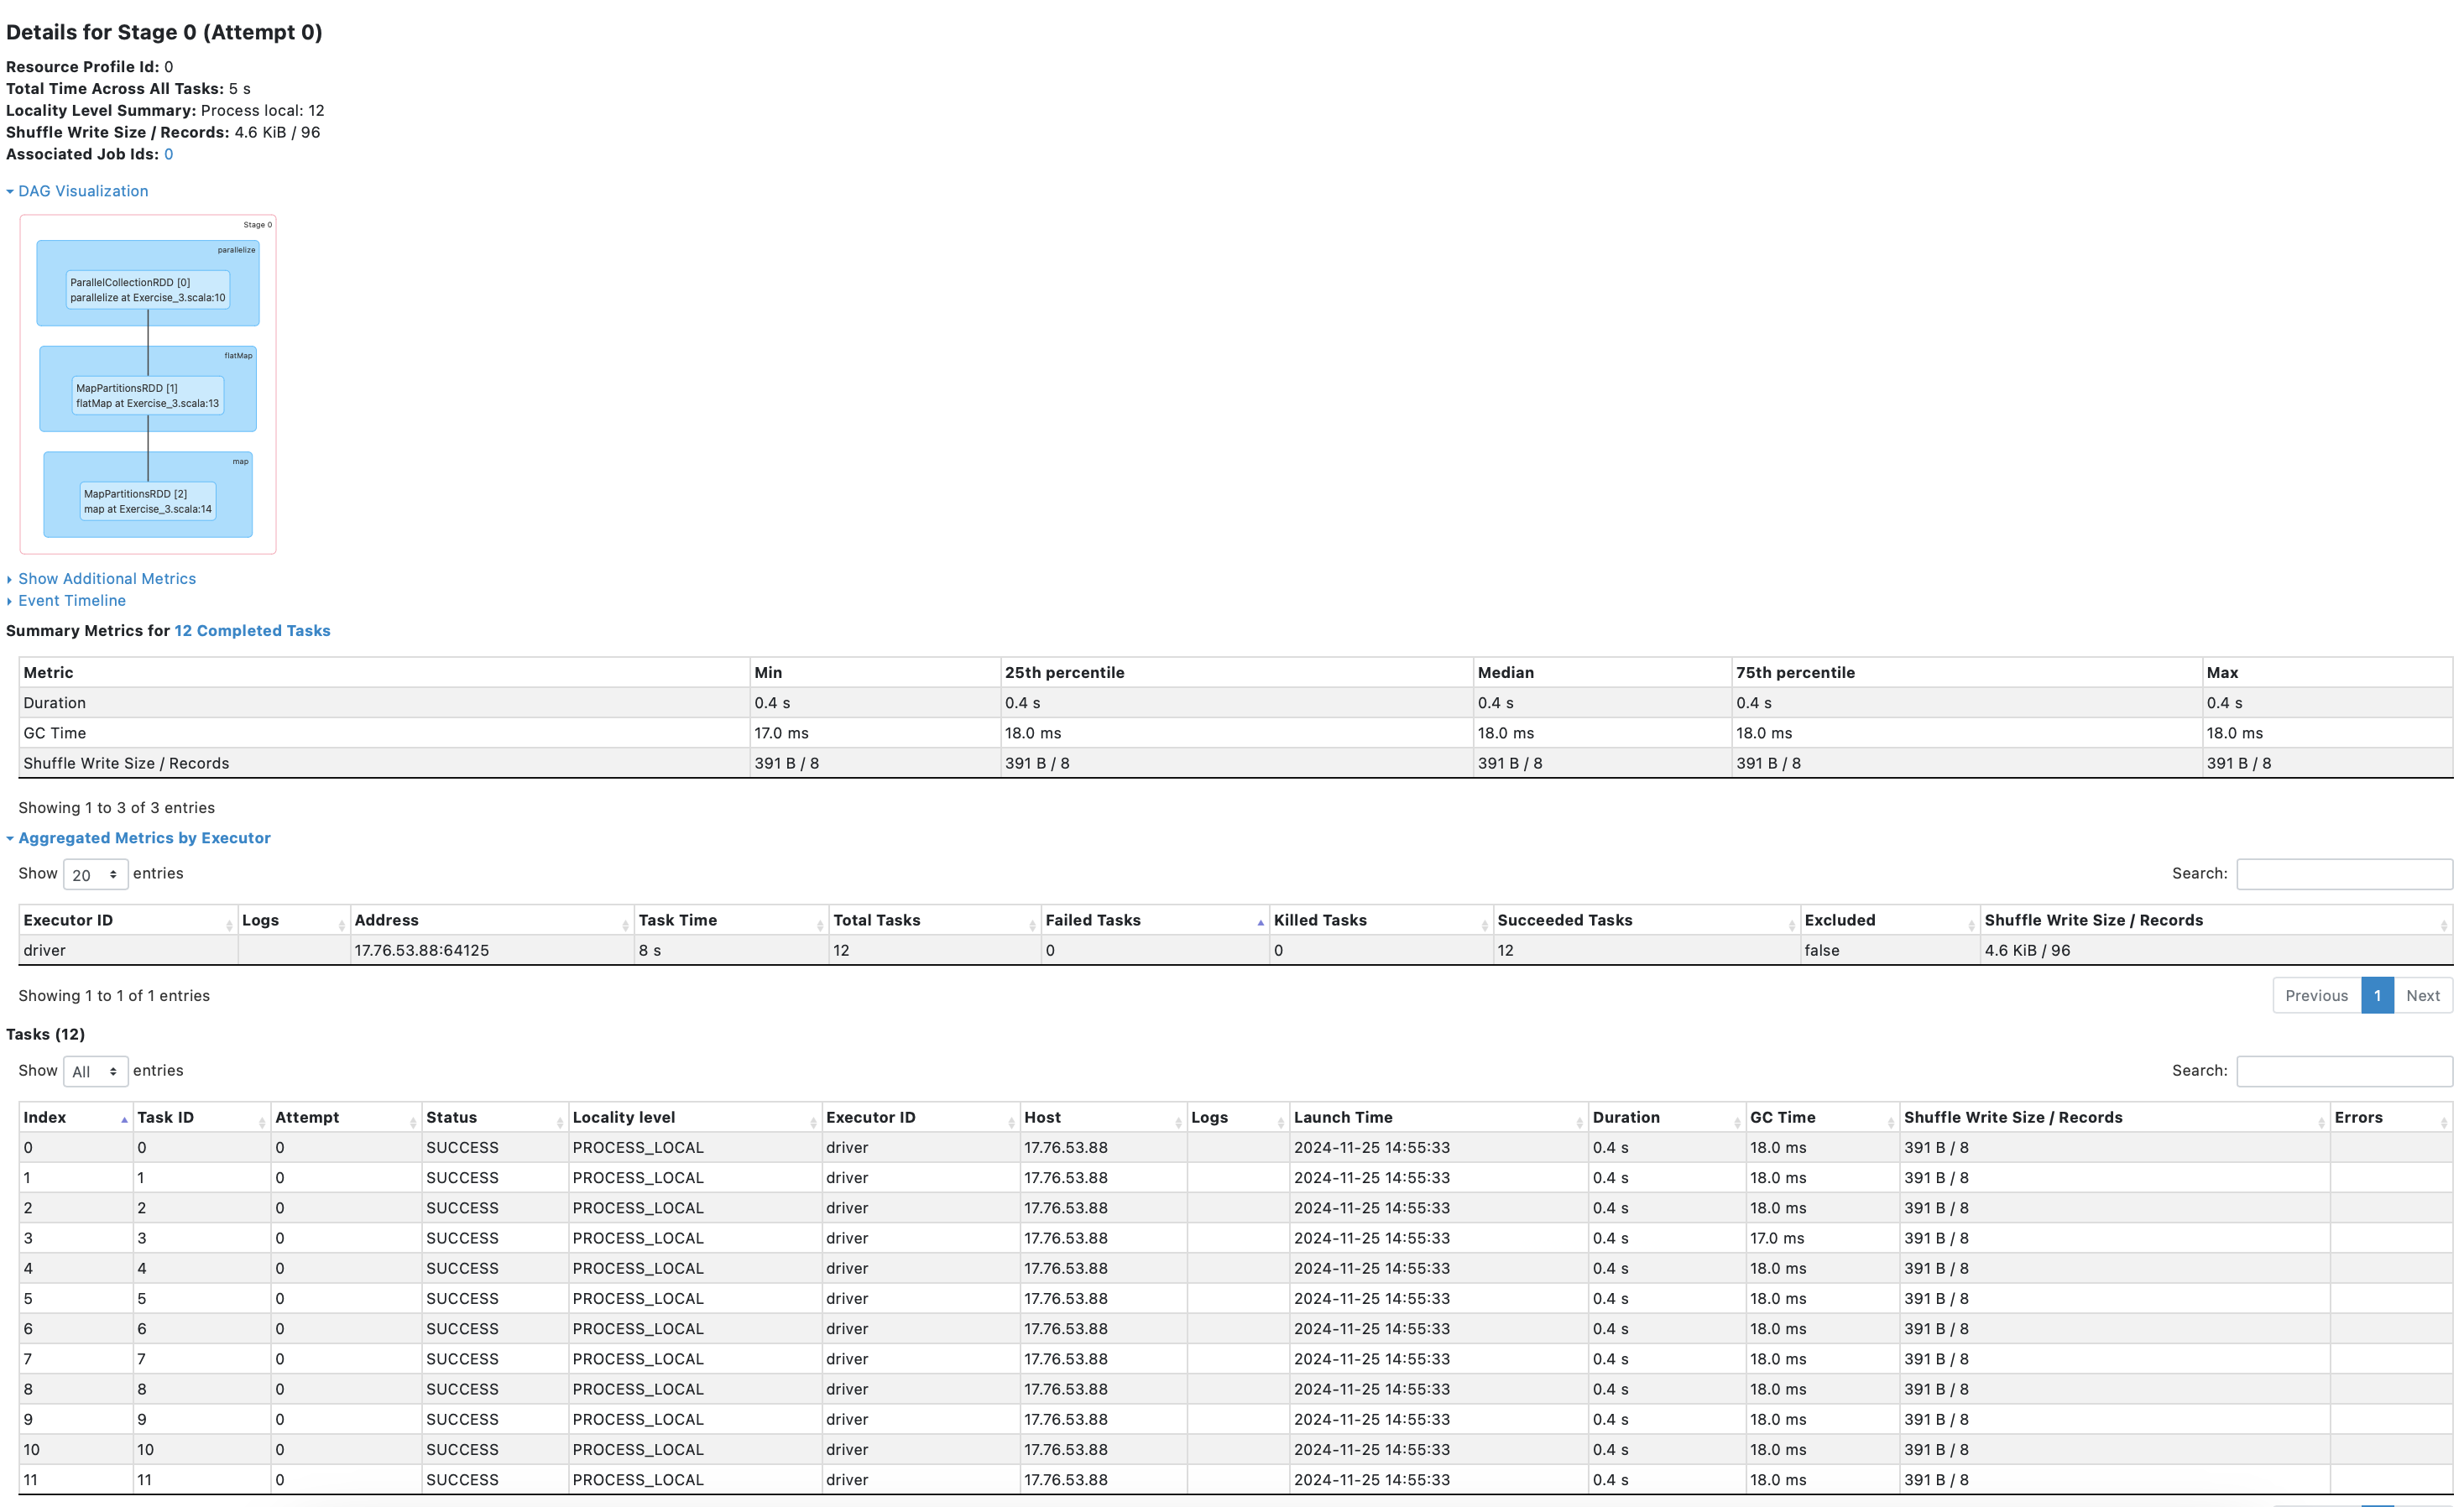 Details for Stage 0 (Attempt 0)
Resource Profile Id: 0
Total Time Across All Tasks: 5 s
Locality Level Summary: Process local: 12
Shuffle Write Size / Records: 4.6 KiB / 96
Associated Job Ids: 0
DAG Visualization
Stage 0
parallelize
ParallelCollectionRDD [0]
parallelize at Exercise_3.scala:10
flatMap
MapPartitionsRDD [1]
flatMap at Exercise_3.scala:13
map
MapPartitionsRDD [2]
map at Exercise_3.scala:14
Show Additional Metrics
Event Timeline
Summary Metrics for 12 Completed Tasks
Metric Min 25th percentile Median 75th percentile Max
Duration 0.4 s 0.4 s 0.4 s 0.4 s 0.4 s
GC Time 17.0 ms 18.0 ms 18.0 ms 18.0 ms 18.0 ms
Shuffle Write Size / Records 391 B / 8 391 B / 8 391 B / 8 391 B / 8 391 B / 8
Showing 1 to 3 of 3 entries
Aggregated Metrics by Executor
Show 20 entries Search:
Executor ID Logs Address Task Time Total Tasks Failed Tasks Killed Tasks Succeeded Tasks Excluded Shuffle Write Size / Records
driver 17.76.53.88:64125 8 s 12 0 0 12 false 4.6 KiB / 96
Showing 1 to 1 of 1 entries Previous 1 Next
Tasks (12)
Show All entries Search:
Index Task ID Attempt Status Locality level Executor ID Host Logs Launch Time Duration GC Time Shuffle Write Size / Records Errors
0 0 0 SUCCESS PROCESS_LOCAL driver 17.76.53.88 2024-11-25 14:55:33 0.4 s 18.0 ms 391 B / 8
1 1 0 SUCCESS PROCESS_LOCAL driver 17.76.53.88 2024-11-25 14:55:33 0.4 s 18.0 ms 391 B / 8
2 2 0 SUCCESS PROCESS_LOCAL driver 17.76.53.88 2024-11-25 14:55:33 0.4 s 18.0 ms 391 B / 8
3 3 0 SUCCESS PROCESS_LOCAL driver 17.76.53.88 2024-11-25 14:55:33 0.4 s 17.0 ms 391 B / 8
4 4 0 SUCCESS PROCESS_LOCAL driver 17.76.53.88 2024-11-25 14:55:33 0.4 s 18.0 ms 391 B / 8
5 5 0 SUCCESS PROCESS_LOCAL driver 17.76.53.88 2024-11-25 14:55:33 0.4 s 18.0 ms 391 B / 8
6 6 0 SUCCESS PROCESS_LOCAL driver 17.76.53.88 2024-11-25 14:55:33 0.4 s 18.0 ms 391 B / 8
7 7 0 SUCCESS PROCESS_LOCAL driver 17.76.53.88 2024-11-25 14:55:33 0.4 s 18.0 ms 391 B / 8
8 8 0 SUCCESS PROCESS_LOCAL driver 17.76.53.88 2024-11-25 14:55:33 0.4 s 18.0 ms 391 B / 8
9 9 0 SUCCESS PROCESS_LOCAL driver 17.76.53.88 2024-11-25 14:55:33 0.4 s 18.0 ms 391 B / 8
10 10 0 SUCCESS PROCESS_LOCAL driver 17.76.53.88 2024-11-25 14:55:33 0.4 s 18.0 ms 391 B / 8
11 11 0 SUCCESS PROCESS_LOCAL driver 17.76.53.88 2024-11-25 14:55:33 0.4 s 18.0 ms 391 B / 8